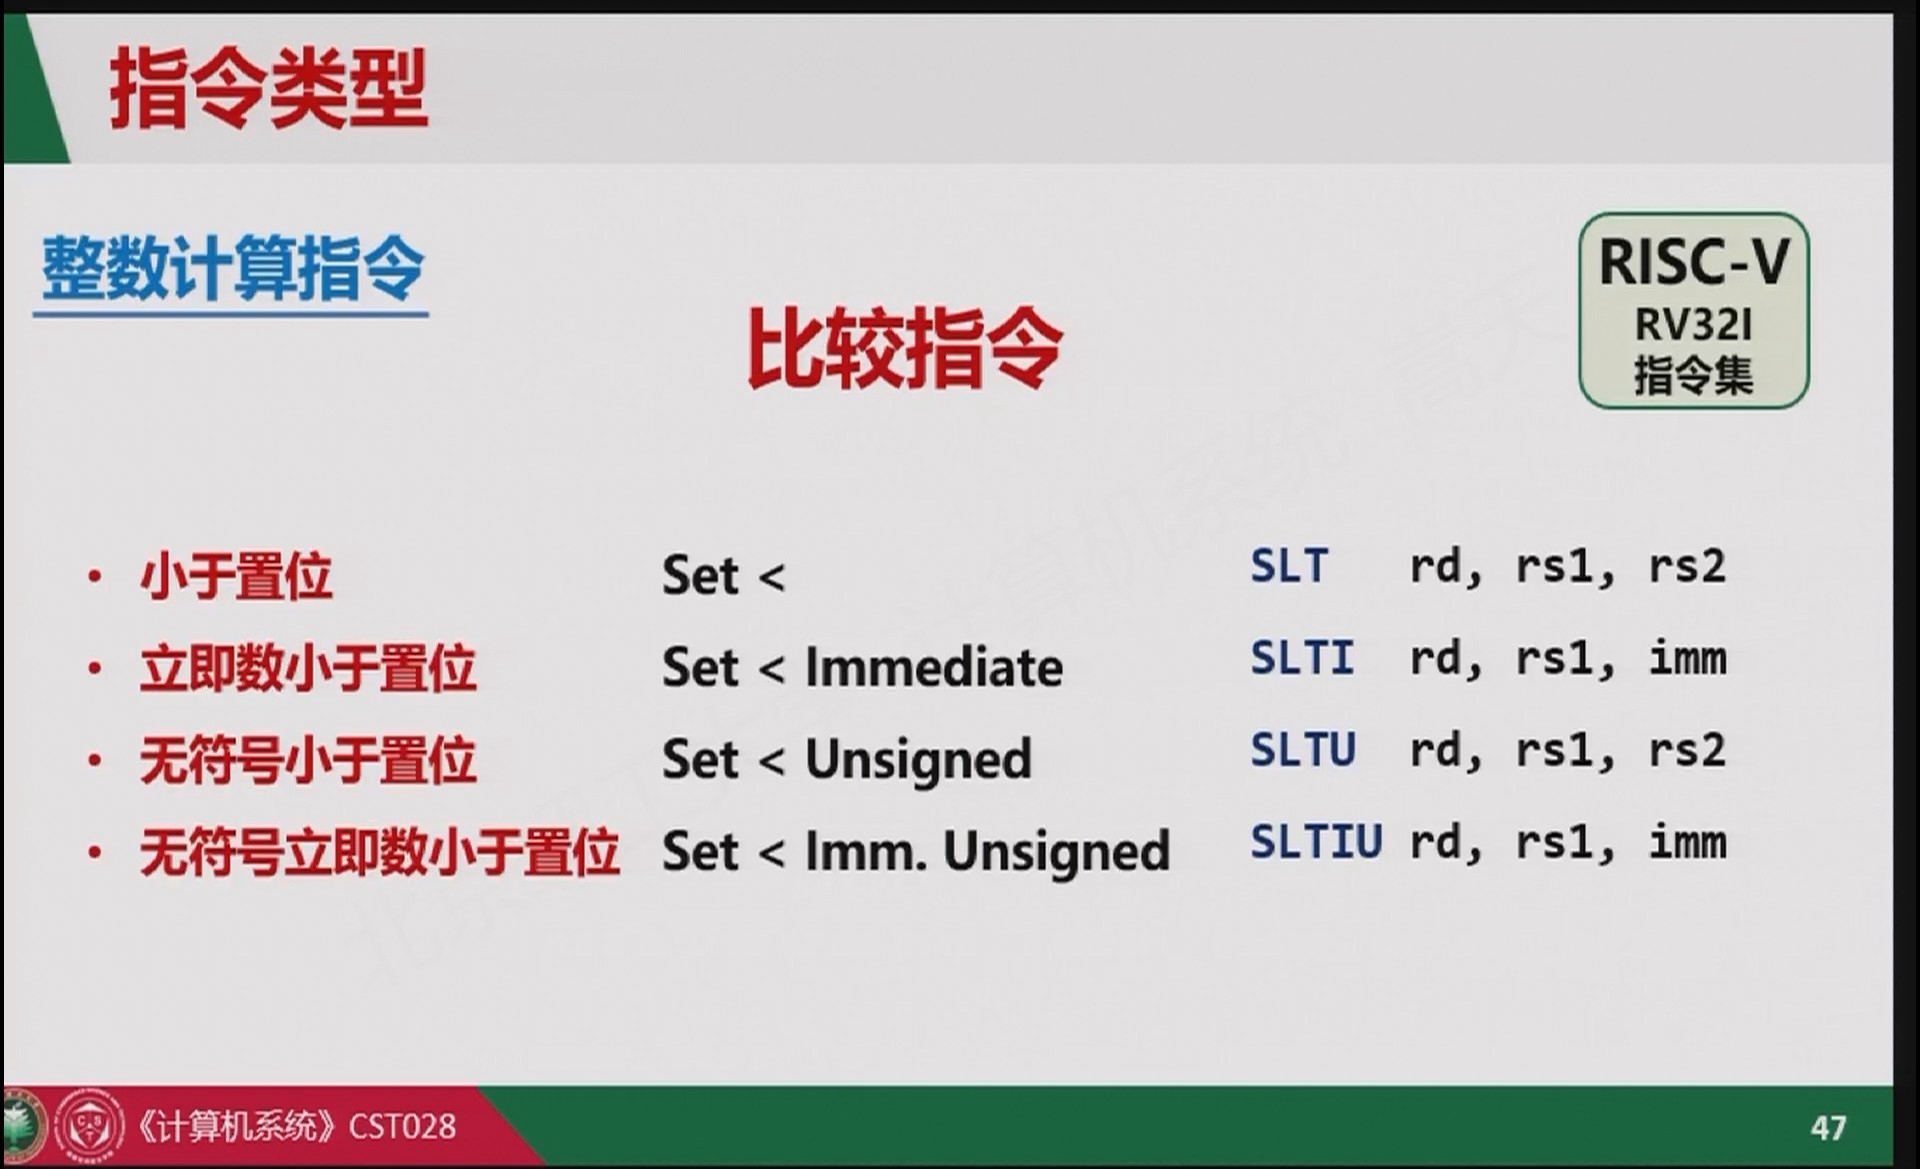 指令类型
整数计算指令
RISC-V
RV32I
指令集
比较指令
• 小于置位 Set < SLT rd, rs1, rs2
• 立即数小于置位 Set < Immediate SLTI rd, rs1, imm
• 无符号小于置位 Set < Unsigned SLTU rd, rs1, rs2
• 无符号立即数小于置位 Set < Imm. Unsigned SLTIU rd, rs1, imm
《计算机系统》CST028
47